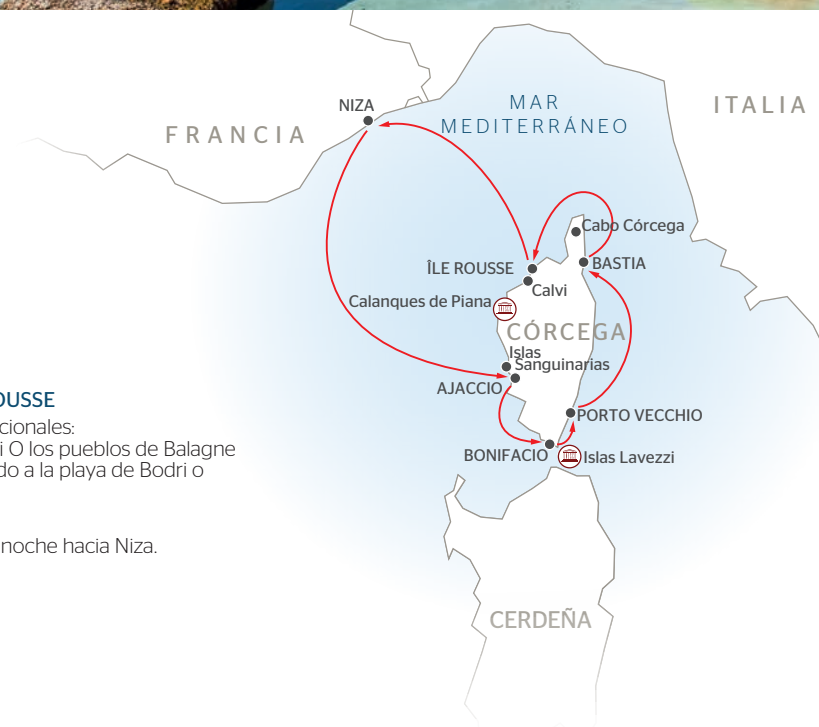 ITALIA
MAR
MEDITERRÁNEO
NIZA
FRANCIA
Cabo Córcega
BASTIA
ÎLE ROUSSE
Calvi
Calanques de Piana
CÓRCEGA
Islas
Sanguinarias
AJACCIO
PORTO VECCHIO
BONIFACIO
Islas Lavezzi
CERDEÑA
OUSSE
cionales:
i O los pueblos de Balagne
do a la playa de Bodri o
noche hacia Niza.